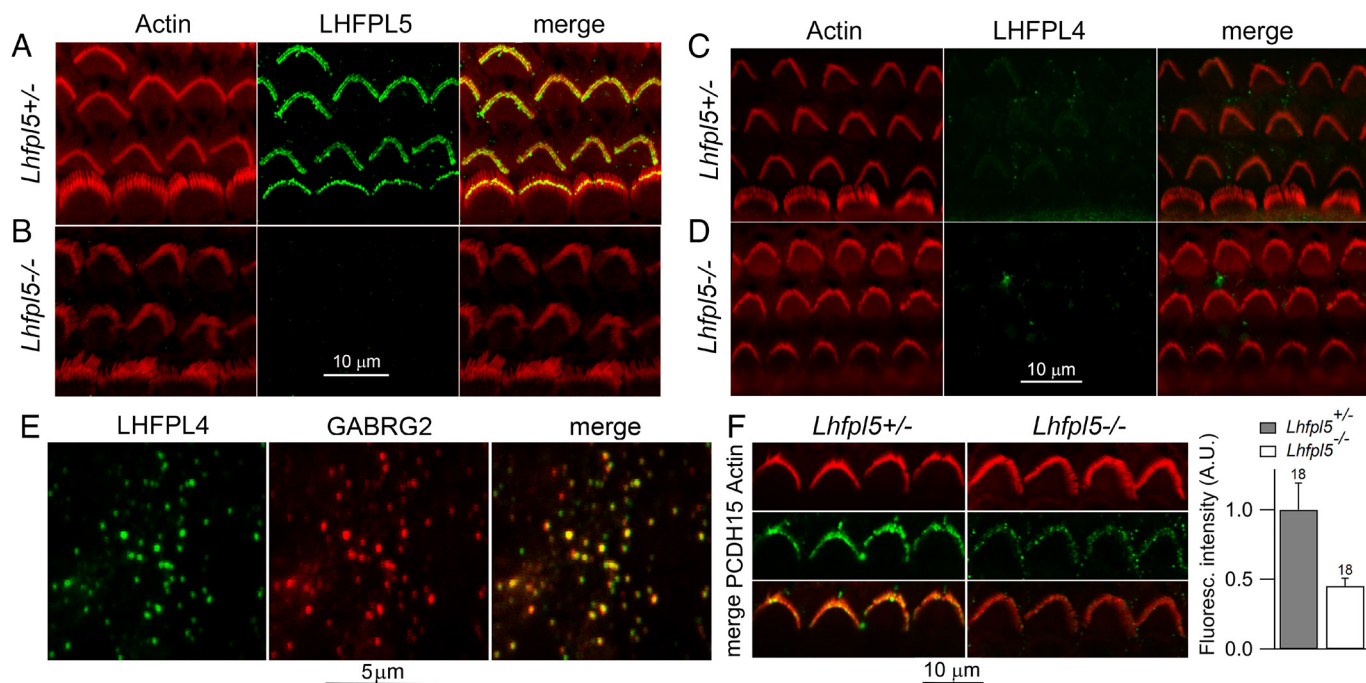 A
Actin
LHFPL5
merge
Lhfpl5+/-
B
Lhfpl5-/-
10 μm
C
Actin
LHFPL4
merge
Lhfpl5+/-
D
Lhfpl5-/-
10 μm
E
LHFPL4
GABRG2
merge
5μm
F
Lhfpl5+/-
Lhfpl5-/-
merge PCDH15 Actin
10 μm
Lhfpl5+/-
Lhfpl5-/-
Fluoresc. intensity (A.U.)
18
1.0
18
0.5
0.0